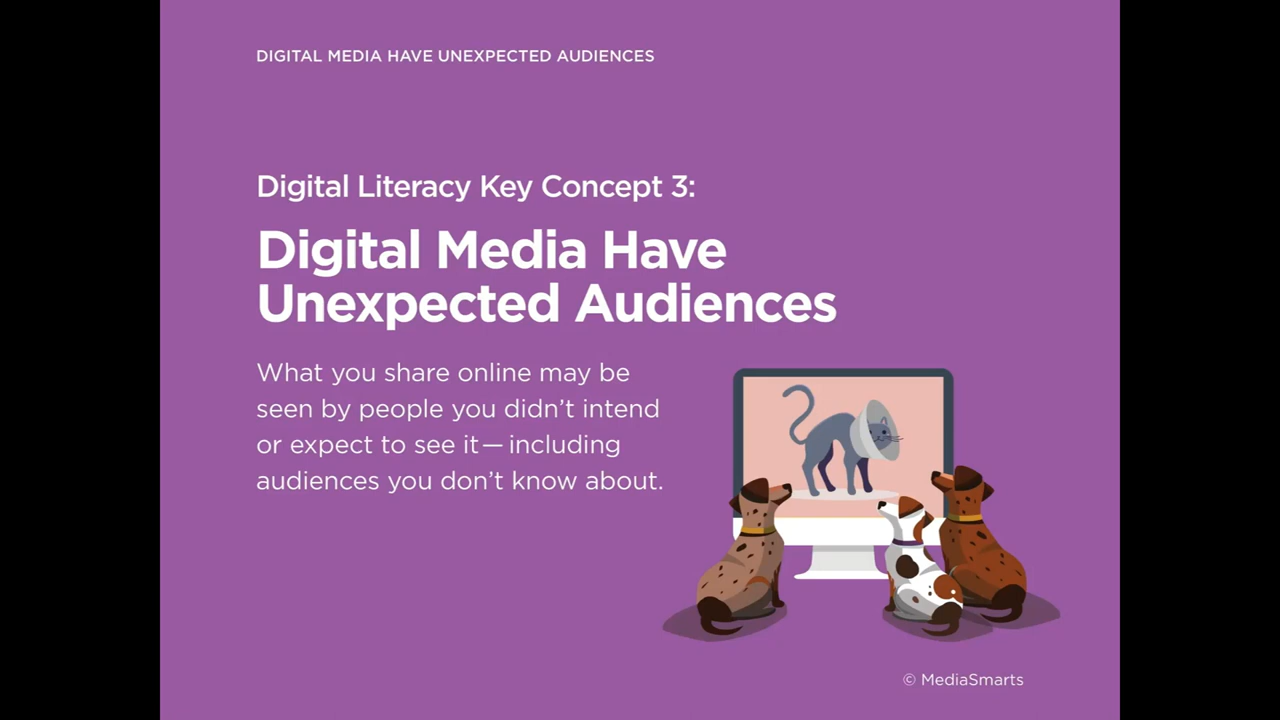 DIGITAL MEDIA HAVE UNEXPECTED AUDIENCES
Digital Literacy Key Concept 3:
Digital Media Have
Unexpected Audiences
What you share online may be
seen by people you didn’t intend
or expect to see it — including
audiences you don’t know about.
© MediaSmarts